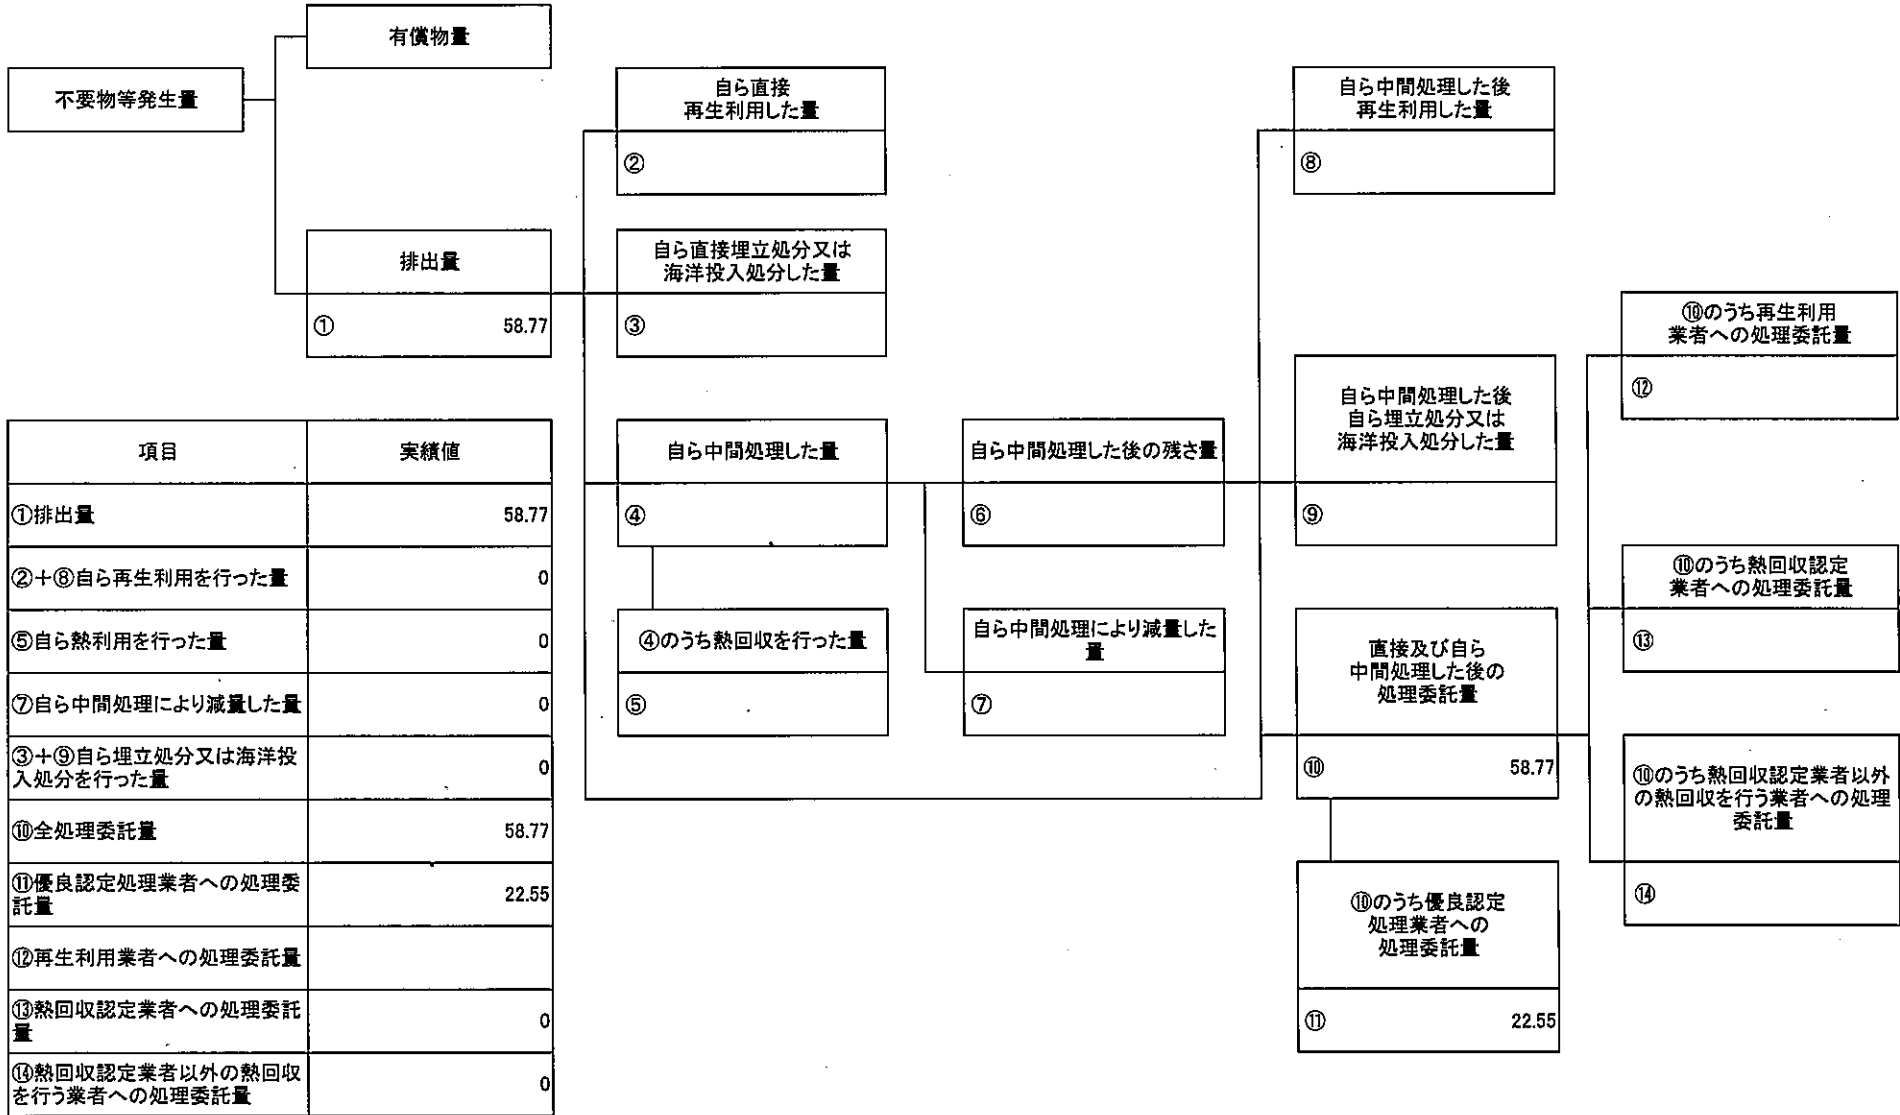 有償物量
不要物等発生量
自ら直接
再生利用した量
②
自ら中間処理した後
再生利用した量
⑧
排出量
① 58.77
自ら直接埋立処分又は
海洋投入処分した量
③
⑩のうち再生利用
業者への処理委託量
⑫
自ら中間処理した量
④
自ら中間処理した後の残さ量
⑥
自ら中間処理した後
自ら埋立処分又は
海洋投入処分した量
⑨
④のうち熱回収を行った量
⑤
自ら中間処理により減量した
量
⑦
直接及び自ら
中間処理した後の
処理委託量
⑩ 58.77
⑩のうち熱回収認定
業者への処理委託量
⑬
⑩のうち熱回収認定業者以外
の熱回収を行う業者への処理
委託量
⑭
⑩のうち優良認定
処理業者への
処理委託量
⑪ 22.55
項目 実績値
①排出量 58.77
②+⑧自ら再生利用を行った量 0
⑤自ら熱利用を行った量 0
⑦自ら中間処理により減量した量 0
③+⑨自ら埋立処分又は海洋投
入処分を行った量 0
⑩全処理委託量 58.77
⑪優良認定処理業者への処理委
託量 22.55
⑫再生利用業者への処理委託量
⑬熱回収認定業者への処理委託
量 0
⑭熱回収認定業者以外の熱回収
を行う業者への処理委託量 0